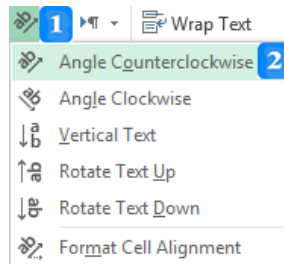 1 Wrap Text
Angle Counterclockwise 2
Angle Clockwise
Vertical Text
Rotate Text Up
Rotate Text Down
Format Cell Alignment